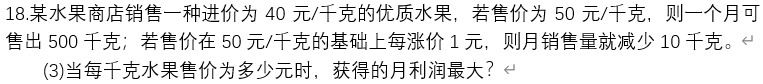 18.某水果商店销售一种进价为 40 元/千克的优质水果，若售价为 50 元/千克，则一个月可
售出 500 千克；若售价在 50 元/千克的基础上每涨价 1 元，则月销售量就减少 10 千克。
(3)当每千克水果售价为多少元时，获得的月利润最大？